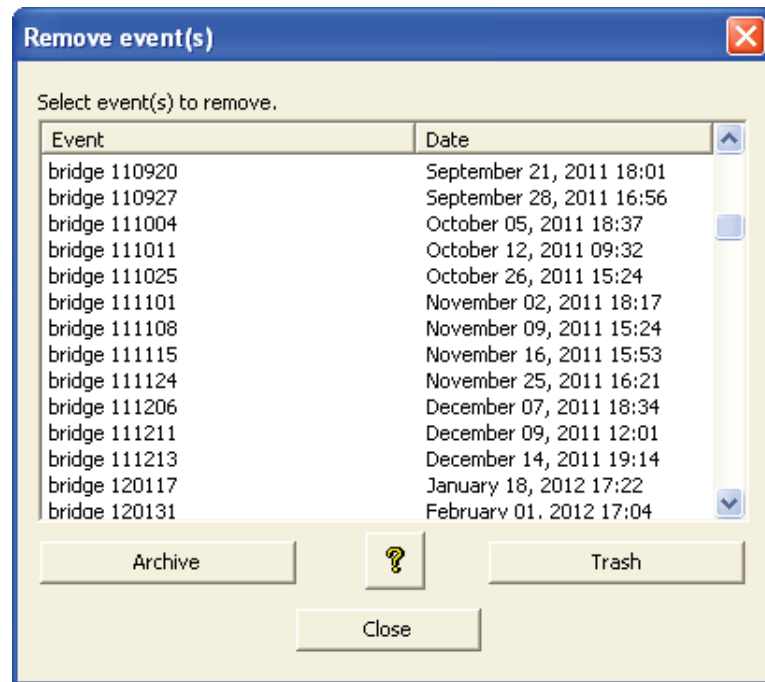 Remove event(s)
Select event(s) to remove.
Event Date
bridge 110920 September 21, 2011 18:01
bridge 110927 September 28, 2011 16:56
bridge 111004 October 05, 2011 18:37
bridge 111011 October 12, 2011 09:32
bridge 111025 October 26, 2011 15:24
bridge 111101 November 02, 2011 18:17
bridge 111108 November 09, 2011 15:24
bridge 111115 November 16, 2011 15:53
bridge 111124 November 25, 2011 16:21
bridge 111206 December 07, 2011 18:34
bridge 111211 December 09, 2011 12:01
bridge 111213 December 14, 2011 19:14
bridge 120117 January 18, 2012 17:22
bridge 120131 February 01, 2012 17:04
Archive ? Trash
Close